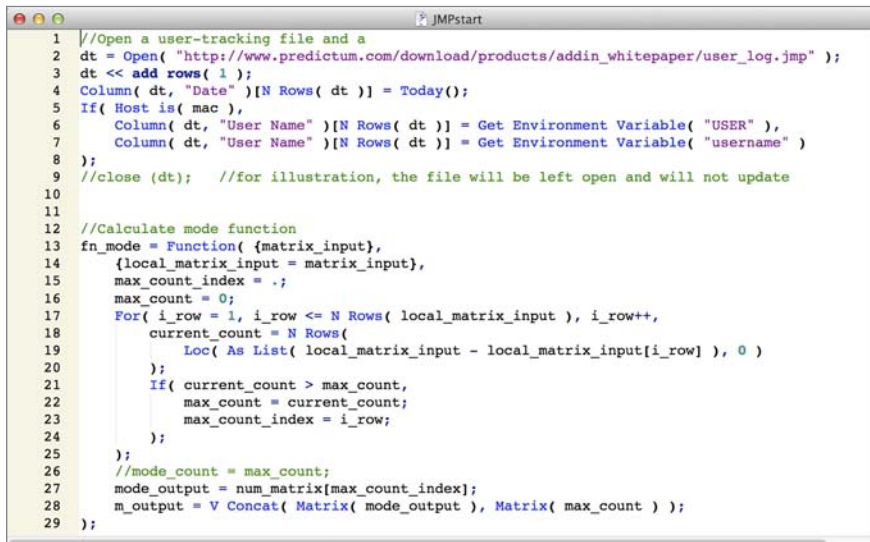 JMPstart
1 //Open a user-tracking file and a
2 dt = Open( "http://www.predictum.com/download/products/addin_whitepaper/user_log.jmp" );
3 dt << add rows( 1 );
4 Column( dt, "Date" )[N Rows( dt )] = Today();
5 If( Host is( mac ),
6     Column( dt, "User Name" )[N Rows( dt )] = Get Environment Variable( "USER" ),
7     Column( dt, "User Name" )[N Rows( dt )] = Get Environment Variable( "username" )
8 );
9 //close (dt);   //for illustration, the file will be left open and will not update
10
11
12 //Calculate mode function
13 fn_mode = Function( {matrix_input},
14     {local_matrix_input = matrix_input},
15     max_count_index = .;
16     max_count = 0;
17     For( i_row = 1, i_row <= N Rows( local_matrix_input ), i_row++,
18         current_count = N Rows(
19             Loc( As List( local_matrix_input - local_matrix_input[i_row] ), 0 )
20         );
21         If( current_count > max_count,
22             max_count = current_count;
23             max_count_index = i_row;
24         );
25     );
26     //mode_count = max_count;
27     mode_output = num_matrix[max_count_index];
28     m_output = V Concat( Matrix( mode_output ), Matrix( max_count ) );
29 );